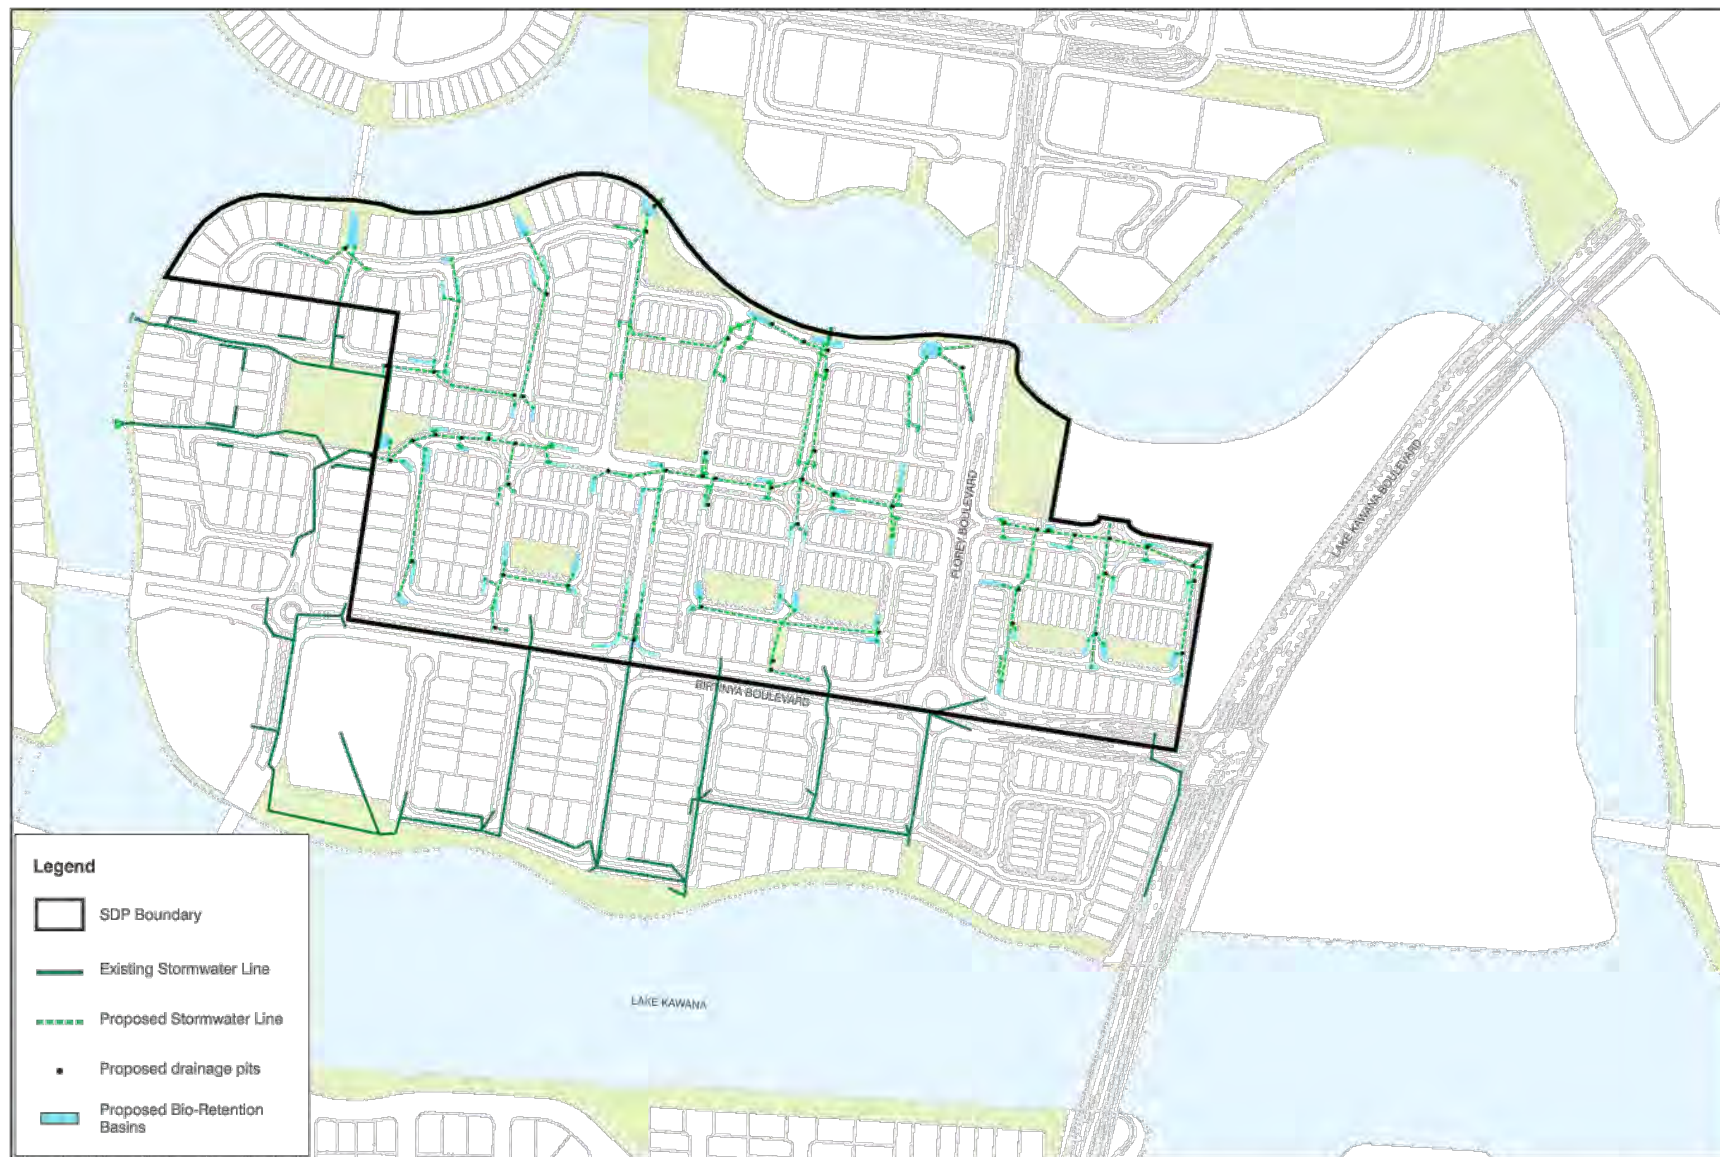 FLOREY BOULEVARD
LAKE KAWANA BOULEVARD
BIRTINYA BOULEVARD
LAKE KAWANA
Legend
SDP Boundary
Existing Stormwater Line
Proposed Stormwater Line
Proposed drainage pits
Proposed Bio-Retention
Basins